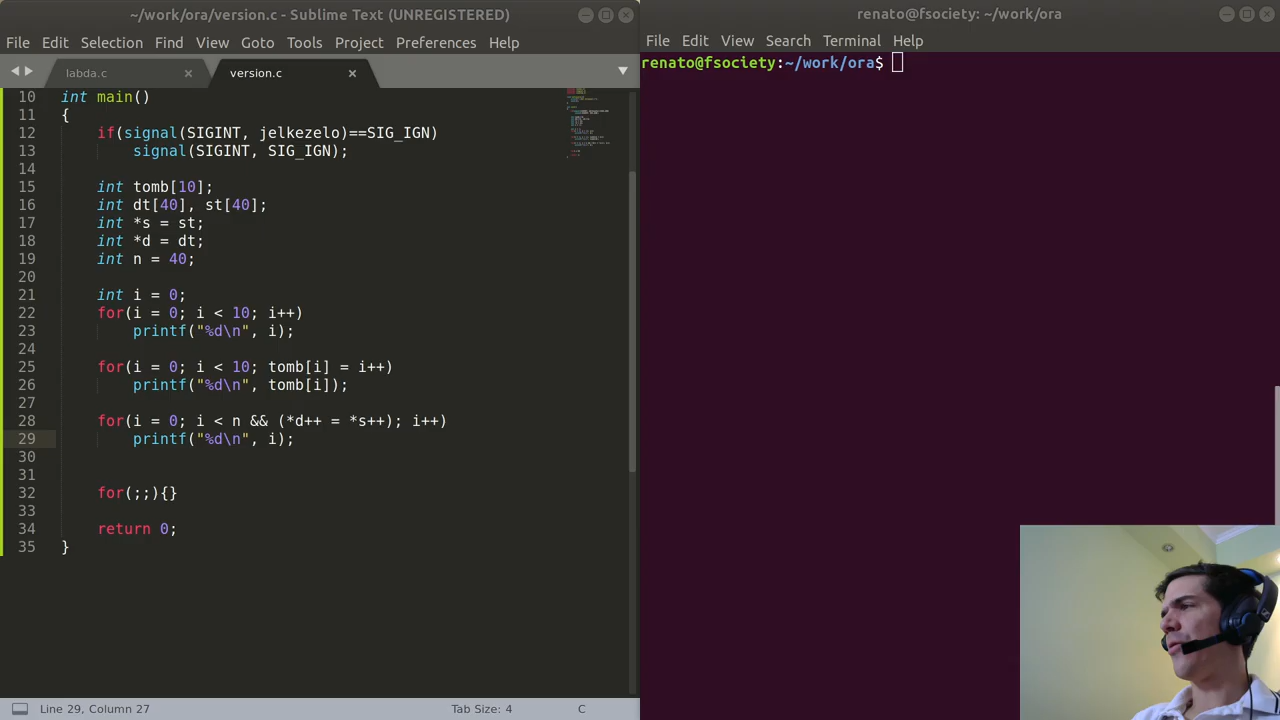 ~/work/ora/version.c - Sublime Text (UNREGISTERED)
File Edit Selection Find View Goto Tools Project Preferences Help
labda.c version.c
10 int main()
11 {
12 if(signal(SIGINT, jelkezelo)==SIG_IGN)
13 signal(SIGINT, SIG_IGN);
14
15 int tomb[10];
16 int dt[40], st[40];
17 int *s = st;
18 int *d = dt;
19 int n = 40;
20
21 int i = 0;
22 for(i = 0; i < 10; i++)
23 printf("%d\n", i);
24
25 for(i = 0; i < 10; tomb[i] = i++)
26 printf("%d\n", tomb[i]);
27
28 for(i = 0; i < n && (*d++ = *s++); i++)
29 printf("%d\n", i);
30
31
32 for(;;){}
33
34 return 0;
35 }
Line 29, Column 27 Tab Size: 4 C
renato@fsociety: ~/work/ora
File Edit View Search Terminal Help
renato@fsociety:~/work/ora$